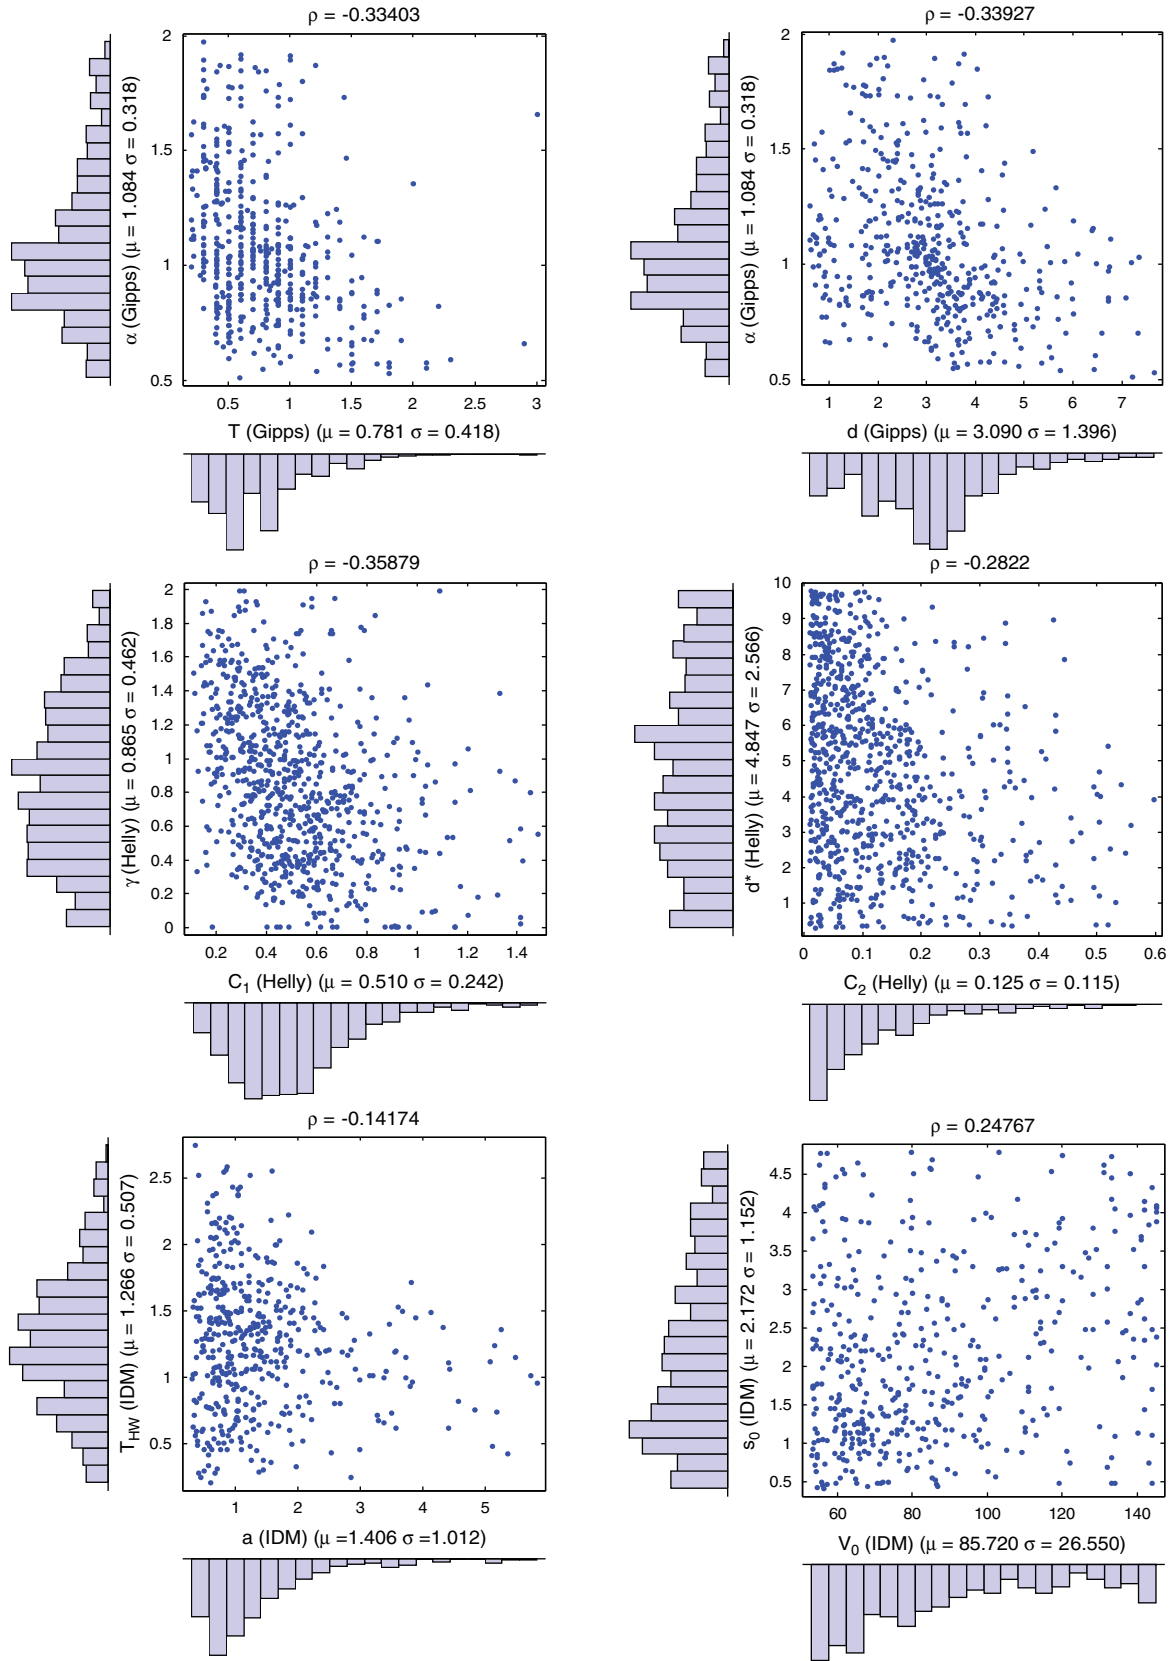 ρ = -0.33403
2
1.5
1
0.5
α (Gipps) (μ = 1.084 σ = 0.318)
0.5 1 1.5 2 2.5 3
T (Gipps) (μ = 0.781 σ = 0.418)
ρ = -0.33927
2
1.5
1
0.5
α (Gipps) (μ = 1.084 σ = 0.318)
1 2 3 4 5 6 7
d (Gipps) (μ = 3.090 σ = 1.396)
ρ = -0.35879
2
1.8
1.6
1.4
1.2
1
0.8
0.6
0.4
0.2
0
γ (Helly) (μ = 0.865 σ = 0.462)
0.2 0.4 0.6 0.8 1 1.2 1.4
C1 (Helly) (μ = 0.510 σ = 0.242)
ρ = -0.2822
10
9
8
7
6
5
4
3
2
1
d* (Helly) (μ = 4.847 σ = 2.566)
0 0.1 0.2 0.3 0.4 0.5 0.6
C2 (Helly) (μ = 0.125 σ = 0.115)
ρ = -0.14174
2.5
2
1.5
1
0.5
THW (IDM) (μ = 1.266 σ = 0.507)
1 2 3 4 5
a (IDM) (μ =1.406 σ =1.012)
ρ = 0.24767
4.5
4
3.5
3
2.5
2
1.5
1
0.5
s0 (IDM) (μ = 2.172 σ = 1.152)
60 80 100 120 140
V0 (IDM) (μ = 85.720 σ = 26.550)